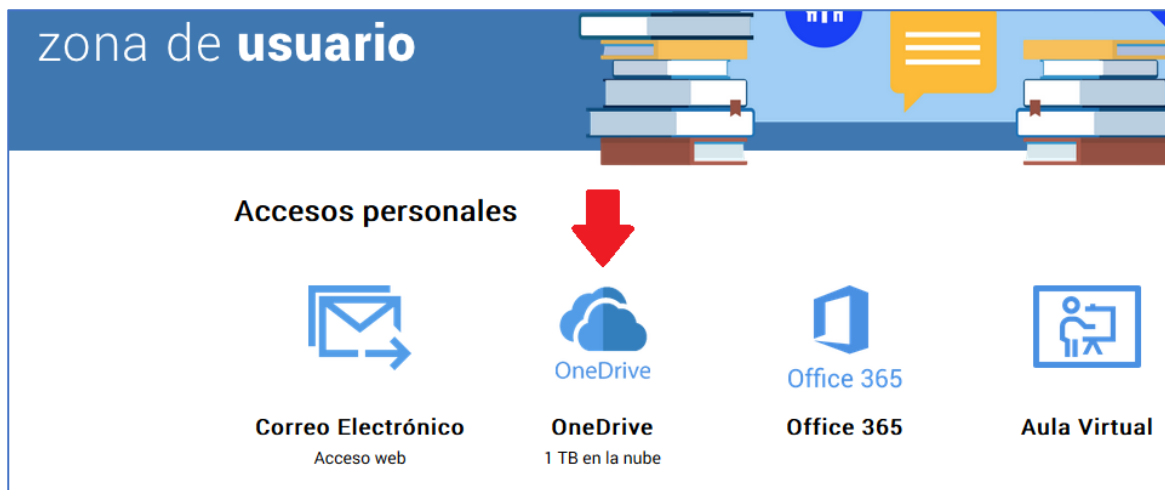 zona de usuario
Accesos personales
OneDrive
Office 365
Correo Electrónico
OneDrive
Office 365
Aula Virtual
Acceso web
1 TB en la nube